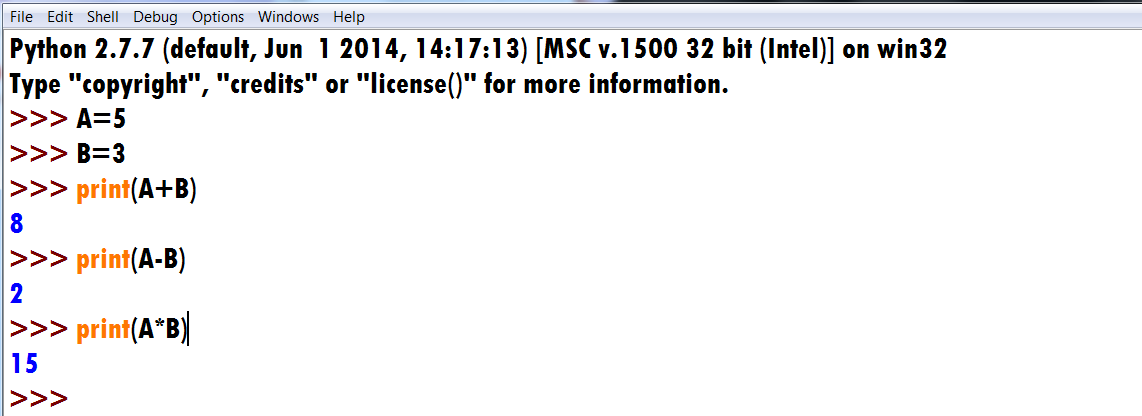 File Edit Shell Debug Options Windows Help
Python 2.7.7 (default, Jun  1 2014, 14:17:13) [MSC v.1500 32 bit (Intel)] on win32
Type "copyright", "credits" or "license()" for more information.
>>> A=5
>>> B=3
>>> print(A+B)
8
>>> print(A-B)
2
>>> print(A*B)
15
>>>